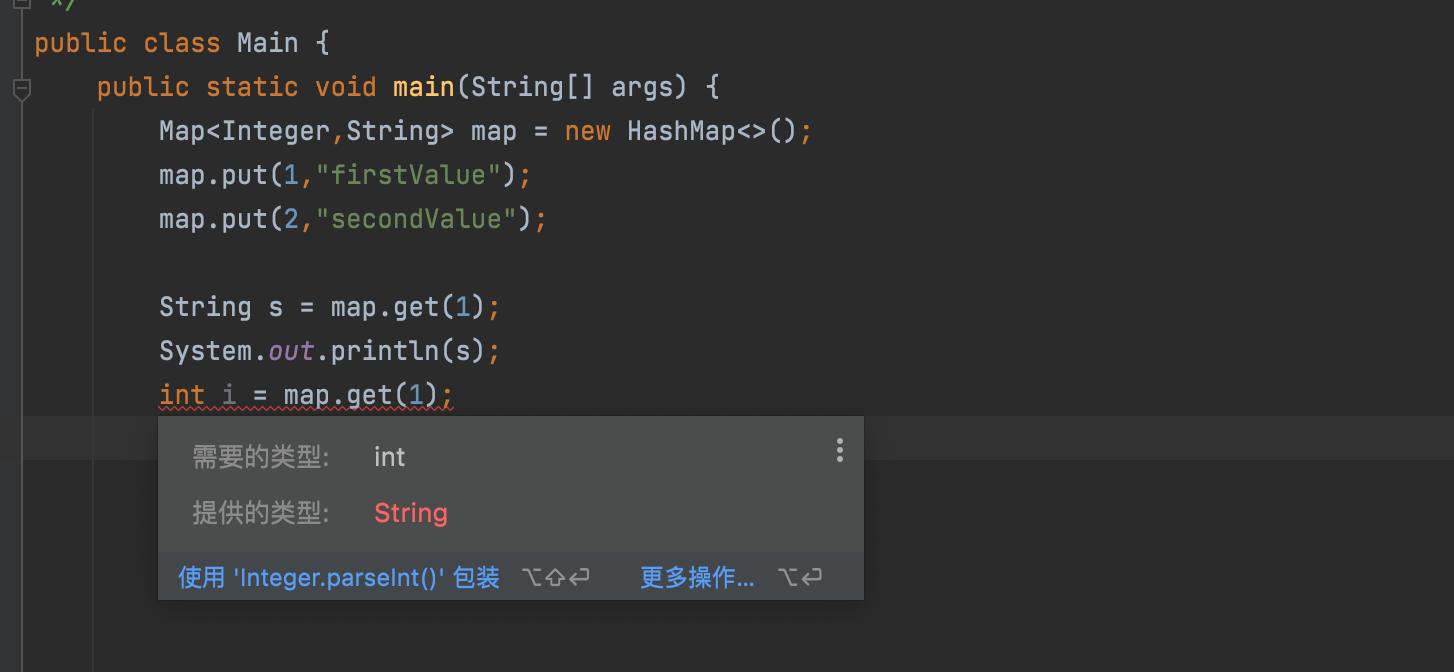 */
public class Main {
public static void main(String[] args) {
Map<Integer,String> map = new HashMap<>();
map.put(1,"firstValue");
map.put(2,"secondValue");
String s = map.get(1);
System.out.println(s);
int i = map.get(1);
需要的类型: int
提供的类型: String
使用 'Integer.parseInt()' 包装 ⌥⇧⏎ 更多操作... ⌥⏎